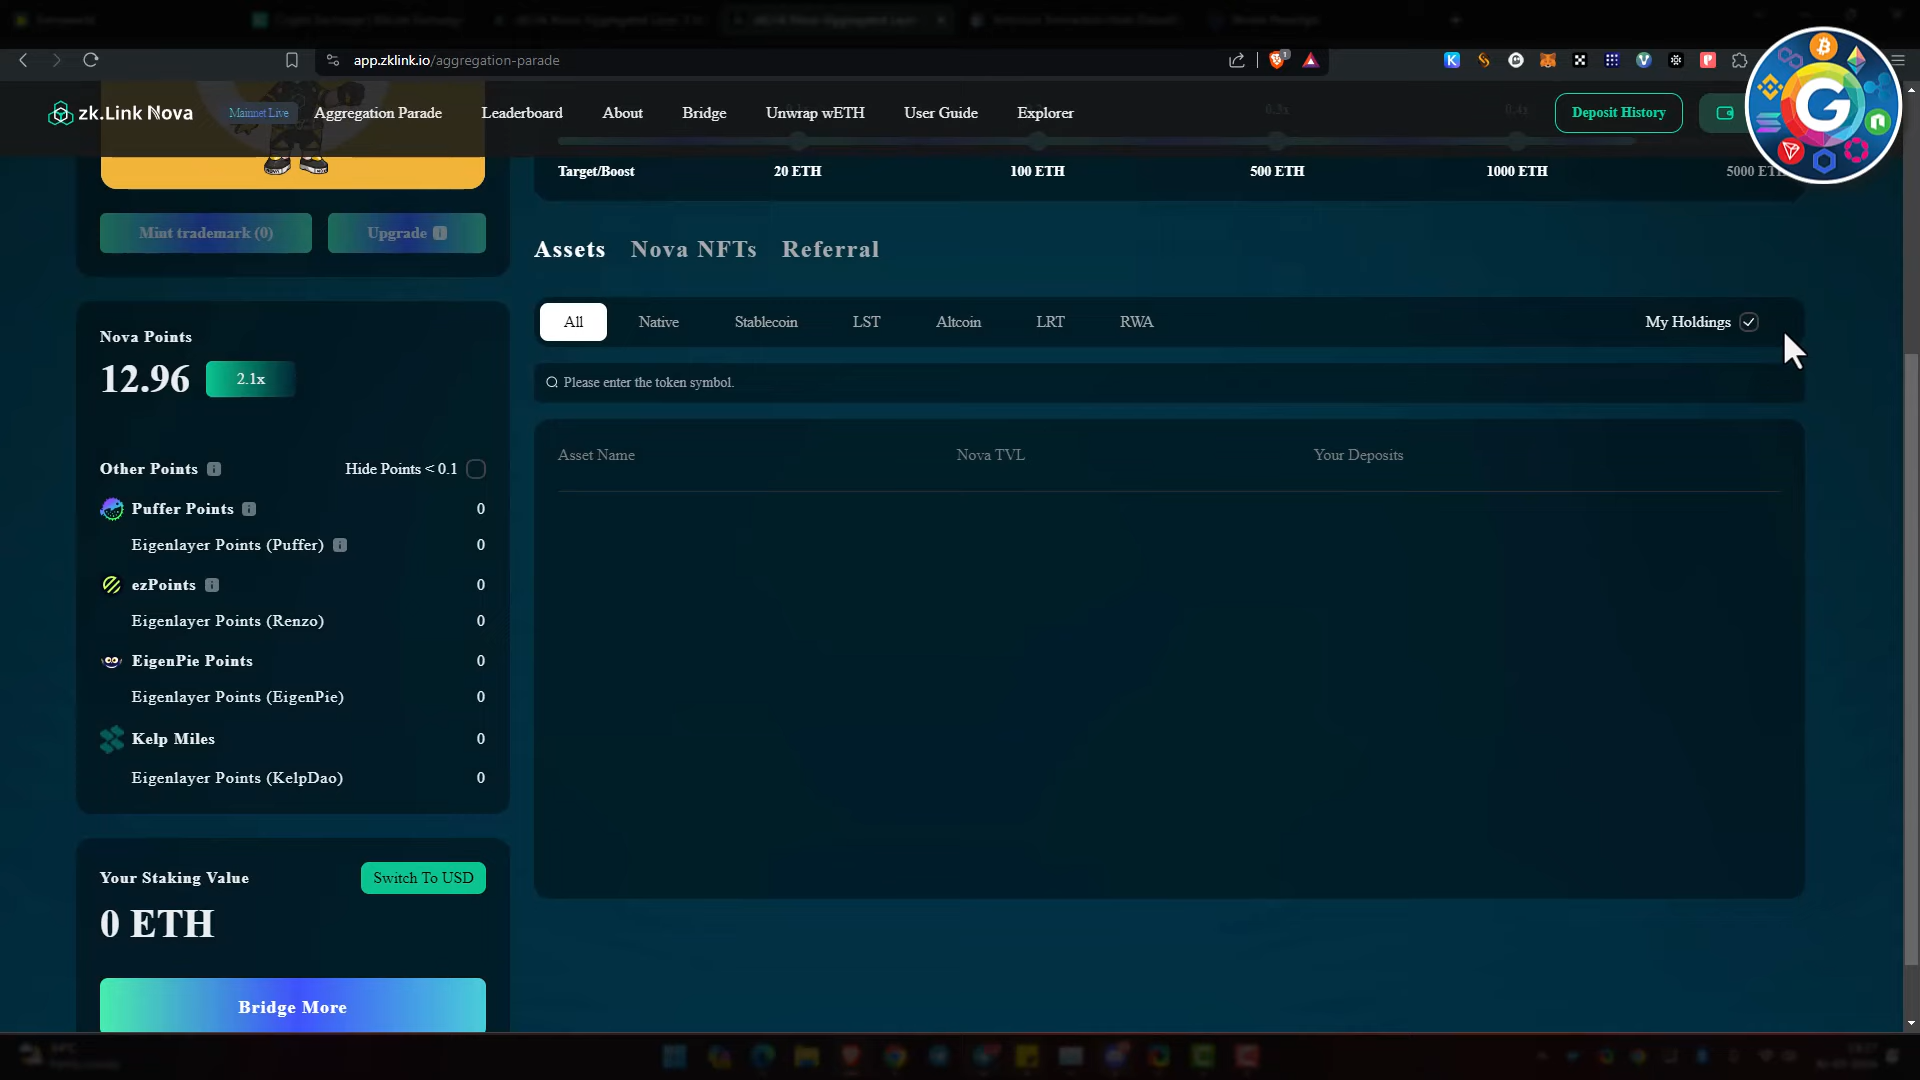 app.zklink.io/aggregation-parade
zk.Link Nova
Mainnet Live
Aggregation Parade
Leaderboard
About
Bridge
Unwrap wETH
User Guide
Explorer
Deposit History
0.3x
0.4x
Target/Boost
20 ETH
100 ETH
500 ETH
1000 ETH
Mint trademark (0)
Upgrade
Assets
Nova NFTs
Referral
All
Native
Stablecoin
LST
Altcoin
LRT
RWA
My Holdings
Please enter the token symbol.
Asset Name
Nova TVL
Your Deposits
Nova Points
12.96
2.1x
Other Points
Hide Points < 0.1
Puffer Points
0
Eigenlayer Points (Puffer)
0
ezPoints
0
Eigenlayer Points (Renzo)
0
EigenPie Points
0
Eigenlayer Points (EigenPie)
0
Kelp Miles
0
Eigenlayer Points (KelpDao)
0
Your Staking Value
Switch To USD
0 ETH
Bridge More